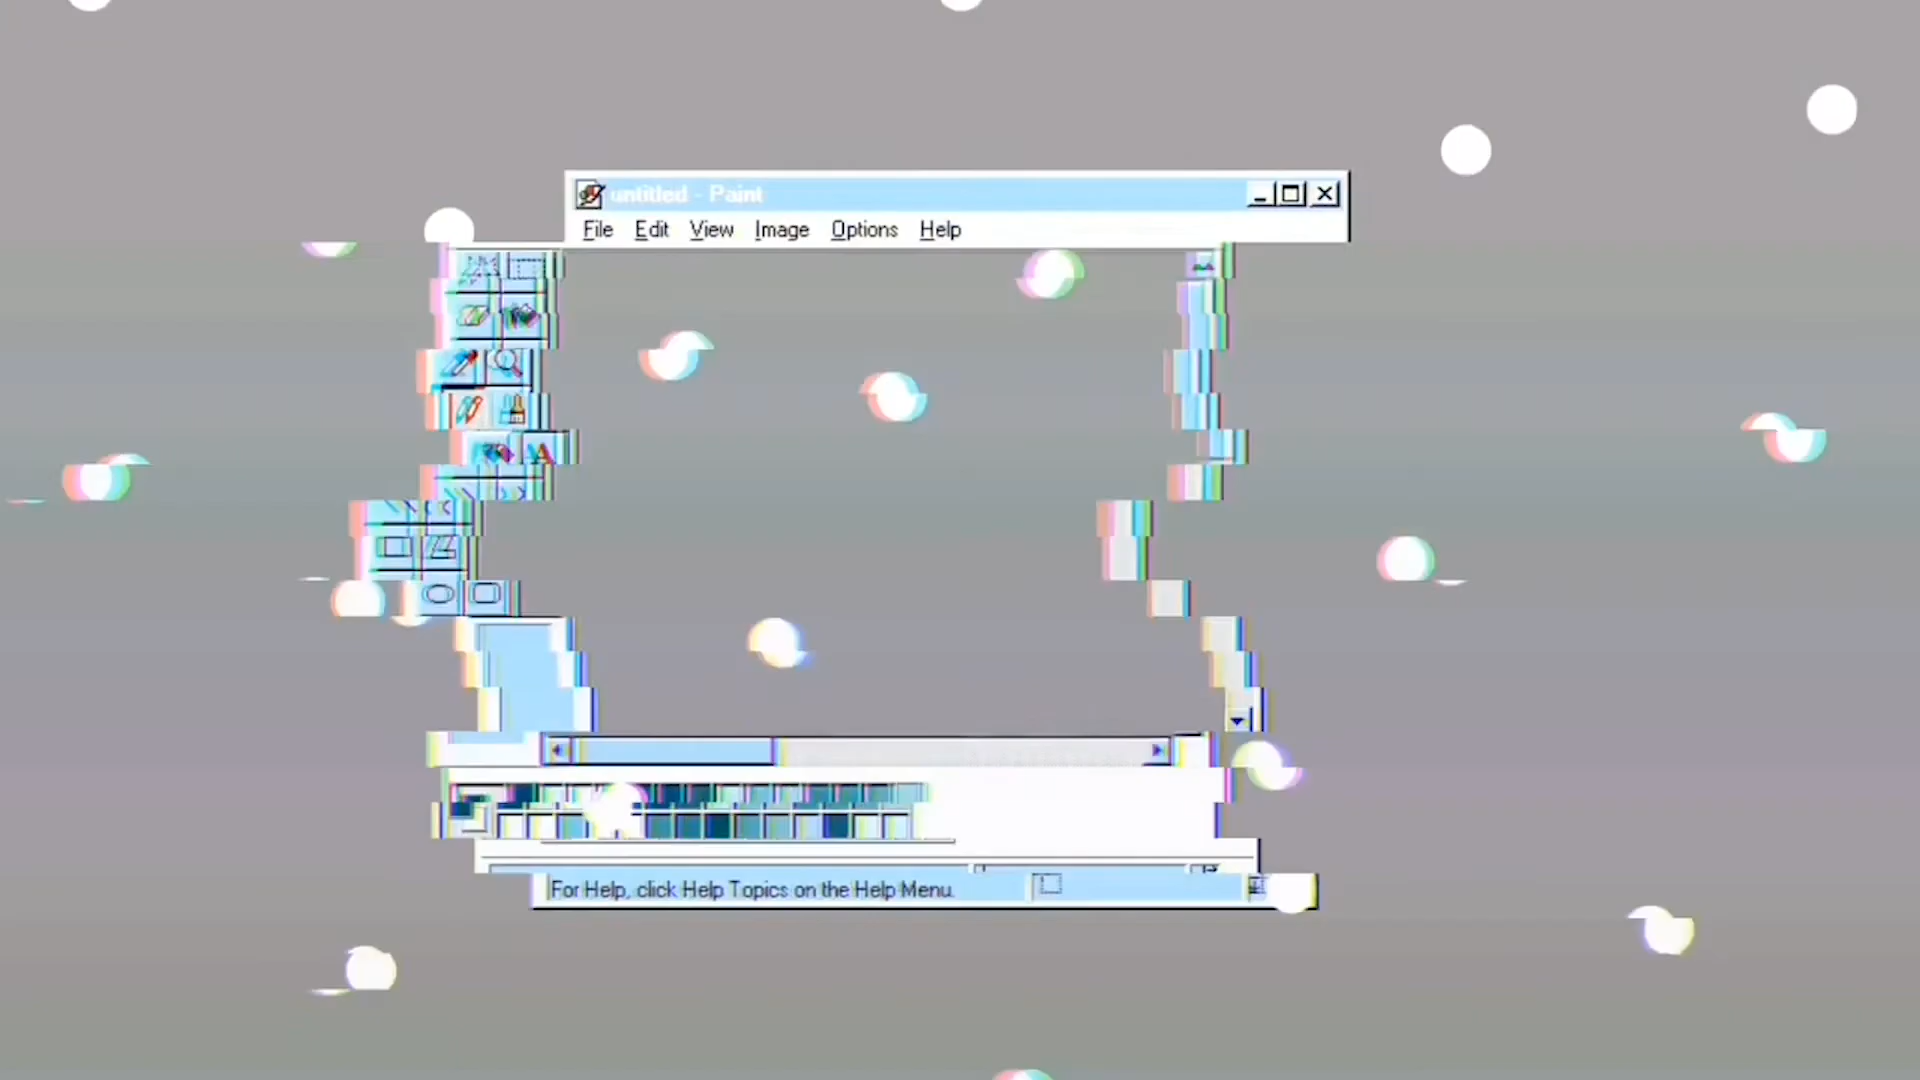 untitled - Paint
File Edit View Image Options Help
A
For Help, click Help Topics on the Help Menu.